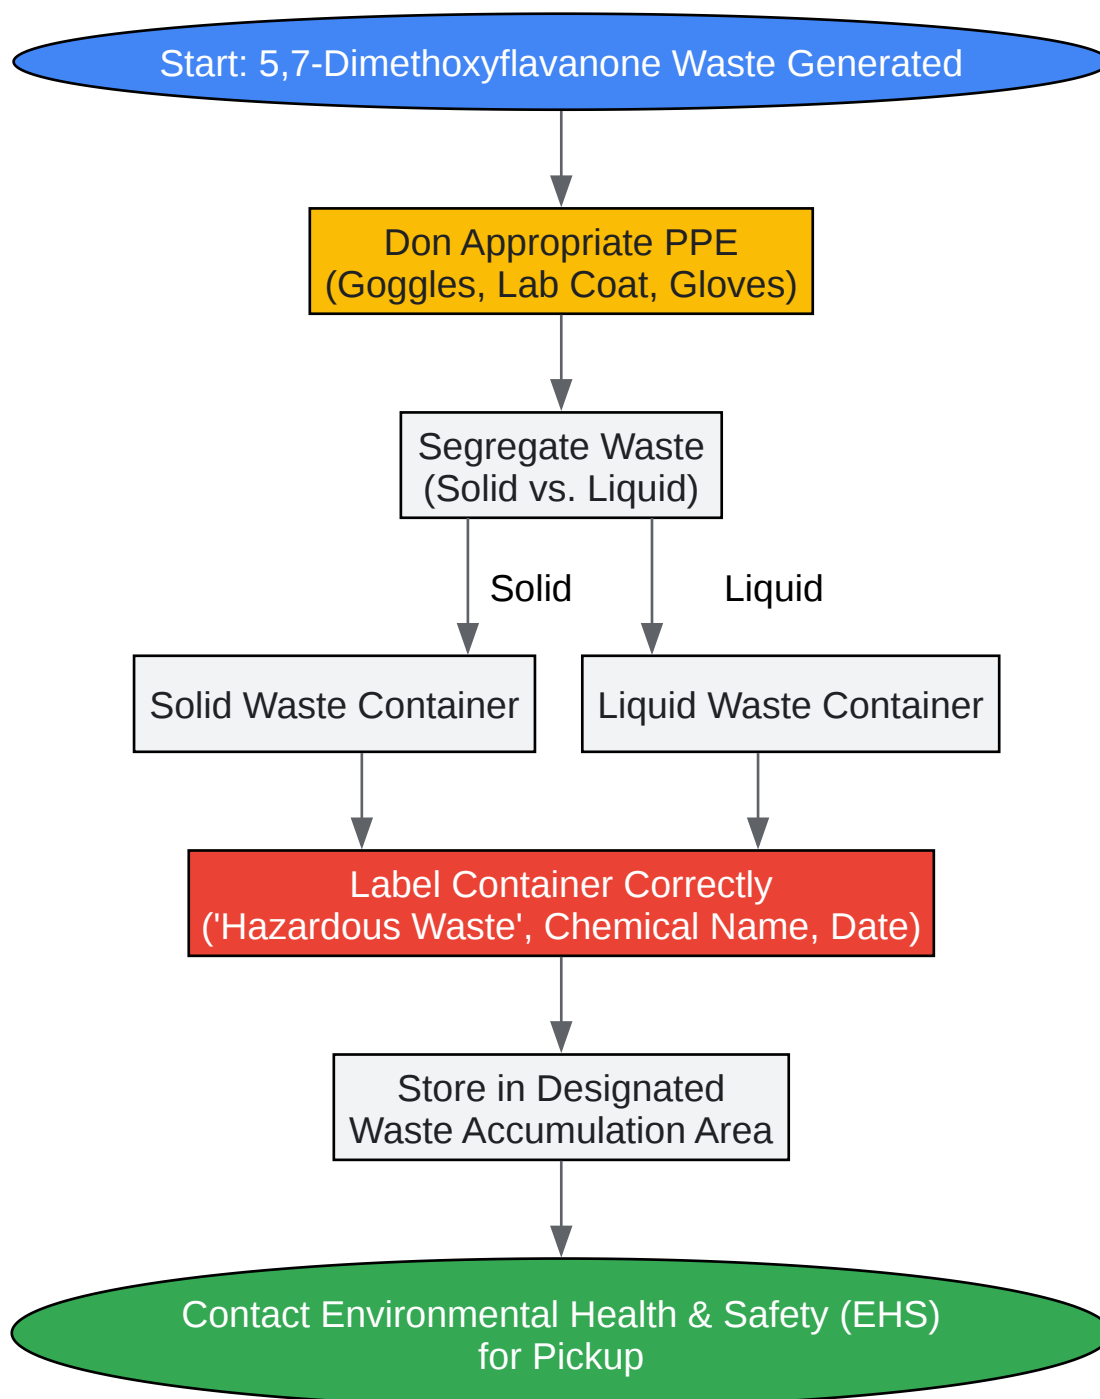 Start: 5,7-Dimethoxyflavanone Waste Generated
Don Appropriate PPE
(Goggles, Lab Coat, Gloves)
Segregate Waste
(Solid vs. Liquid)
Solid
Liquid
Solid Waste Container
Liquid Waste Container
Label Container Correctly
('Hazardous Waste', Chemical Name, Date)
Store in Designated
Waste Accumulation Area
Contact Environmental Health & Safety (EHS)
for Pickup